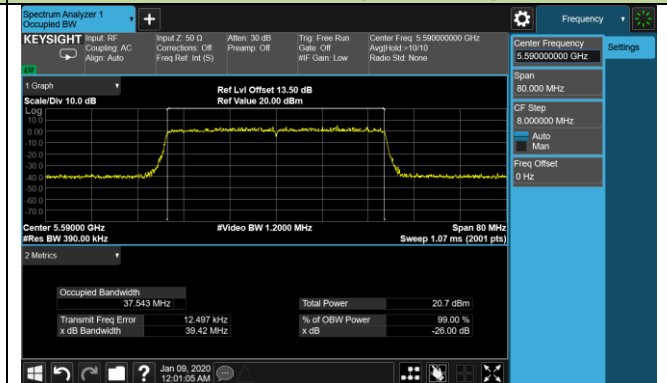 Spectrum Analyzer 1
Occupied BW
Frequency
KEYSIGHT
Input: RF
Coupling: AC
Align: Auto
Input Z: 50 Ω
Corrections: Off
Freq Ref: Int (S)
Atten: 30 dB
Preamp: Off
Trig: Free Run
Gate: Off
#IF Gain: Low
Center Freq: 5.590000000 GHz
Avg|Hold:>10/10
Radio Std: None
Center Frequency
5.590000000 GHz
Settings
Span
80.000 MHz
CF Step
8.000000 MHz
Auto
Man
Freq Offset
0 Hz
1 Graph
Scale/Div 10.0 dB
Ref Lvl Offset 13.50 dB
Ref Value 20.00 dBm
Log
10.0
0.00
-10.0
-20.0
-30.0
-40.0
-50.0
-60.0
-70.0
Center 5.59000 GHz
#Video BW 1.2000 MHz
Span 80 MHz
#Res BW 390.00 kHz
Sweep 1.07 ms (2001 pts)
2 Metrics
Occupied Bandwidth
37.543 MHz
Total Power 20.7 dBm
Transmit Freq Error 12.497 kHz
% of OBW Power 99.00 %
x dB Bandwidth 39.42 MHz
x dB -26.00 dB
?
Jan 09, 2020
12:01:05 AM